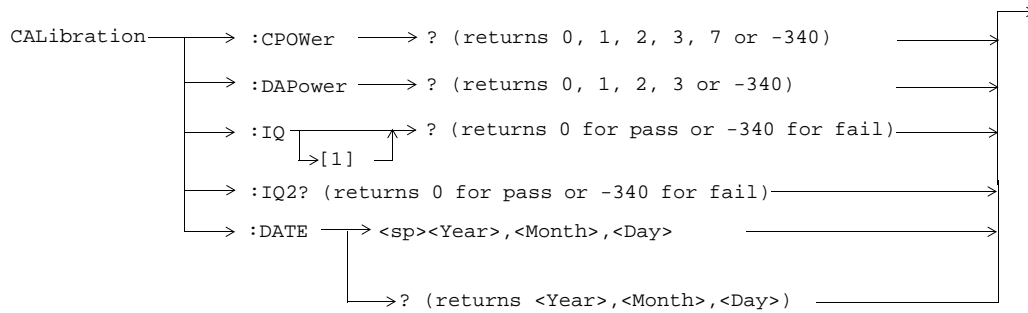 CALibration :CPOWer ? (returns 0, 1, 2, 3, 7 or -340)
:DAPower ? (returns 0, 1, 2, 3 or -340)
:IQ ? (returns 0 for pass or -340 for fail)
[1]
:IQ2? (returns 0 for pass or -340 for fail)
:DATE <sp><Year>,<Month>,<Day>
? (returns <Year>,<Month>,<Day>)